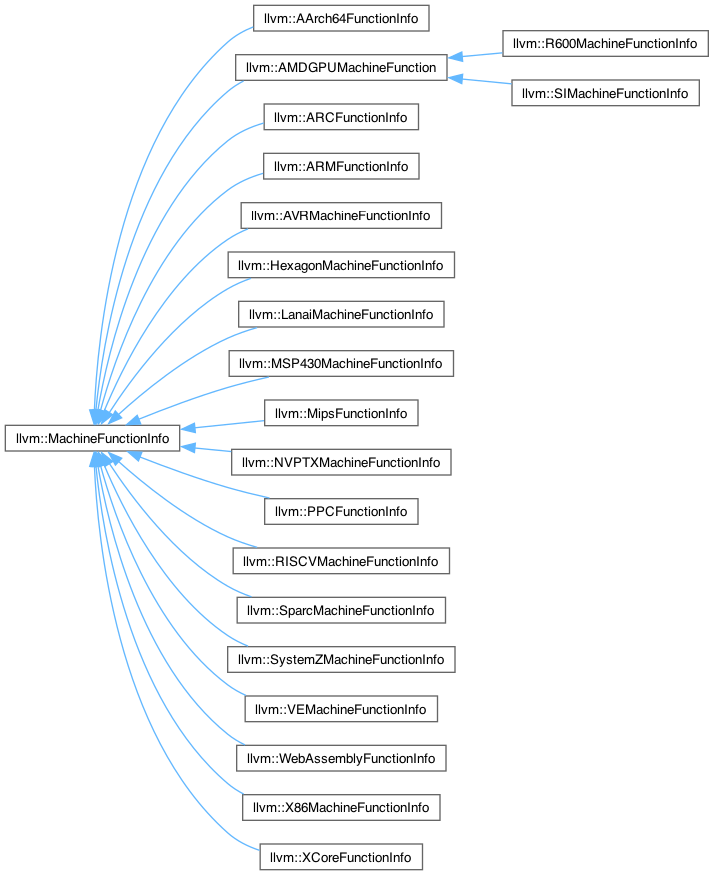 llvm::AArch64FunctionInfo
llvm::AMDGPUMachineFunction
llvm::R600MachineFunctionInfo
llvm::SIMachineFunctionInfo
llvm::ARCFunctionInfo
llvm::ARMFunctionInfo
llvm::AVRMachineFunctionInfo
llvm::HexagonMachineFunctionInfo
llvm::LanaiMachineFunctionInfo
llvm::MSP430MachineFunctionInfo
llvm::MipsFunctionInfo
llvm::MachineFunctionInfo
llvm::NVPTXMachineFunctionInfo
llvm::PPCFunctionInfo
llvm::RISCVMachineFunctionInfo
llvm::SparcMachineFunctionInfo
llvm::SystemZMachineFunctionInfo
llvm::VEMachineFunctionInfo
llvm::WebAssemblyFunctionInfo
llvm::X86MachineFunctionInfo
llvm::XCoreFunctionInfo